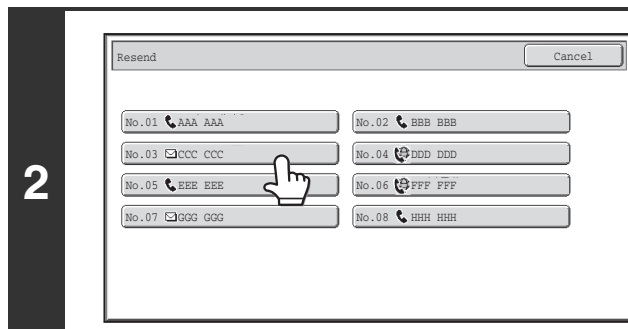 2
Resend Cancel
No.01 AAA AAA No.02 BBB BBB
No.03 CCC CCC No.04 DDD DDD
No.05 EEE EEE No.06 FFF FFF
No.07 GGG GGG No.08 HHH HHH